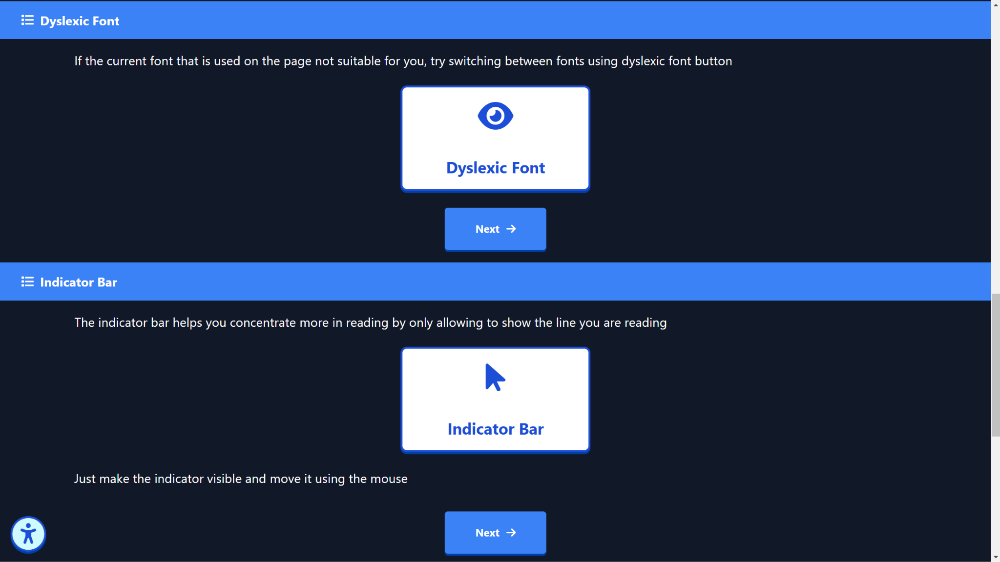 Dyslexic Font
If the current font that is used on the page not suitable for you, try switching between fonts using dyslexic font button
Dyslexic Font
Next
Indicator Bar
The indicator bar helps you concentrate more in reading by only allowing to show the line you are reading
Indicator Bar
Just make the indicator visible and move it using the mouse
Next